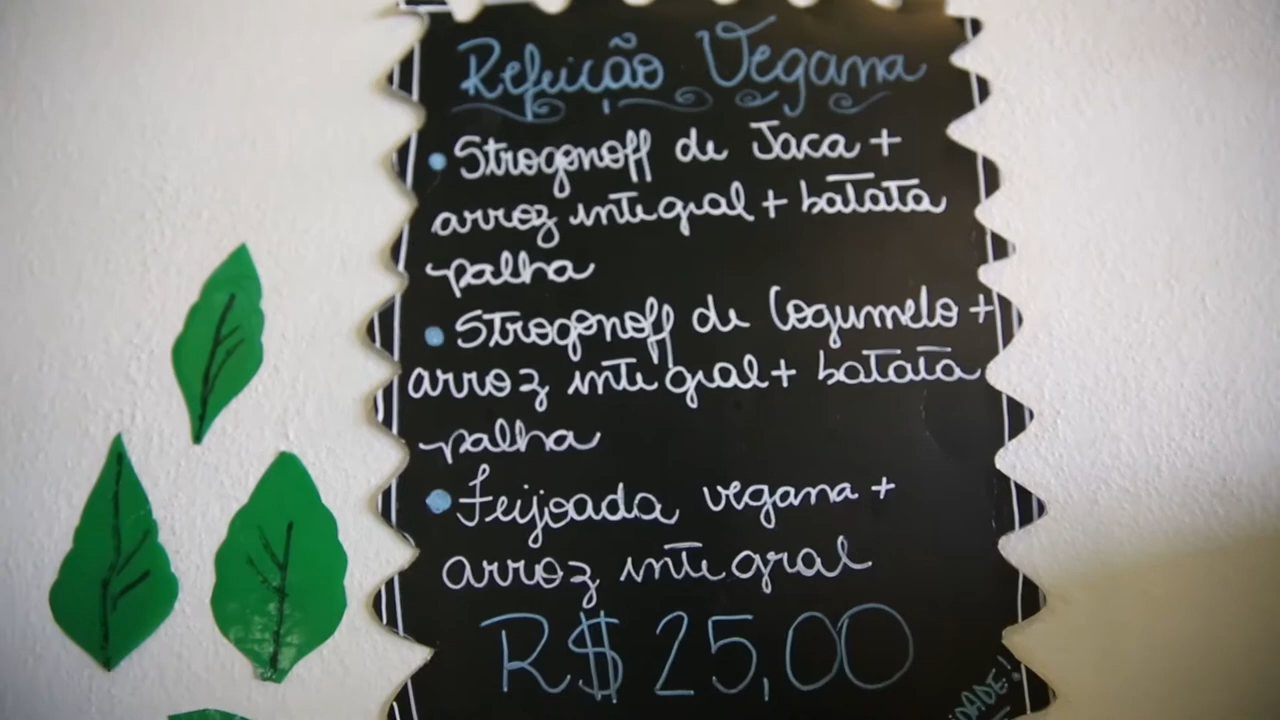 Refeição Vegana
• Strogonoff de Jaca +
arroz integral + batata
palha
• Strogonoff de Cogumelo +
arroz integral + batata
palha
• Feijoada vegana +
arroz integral
R$ 25,00